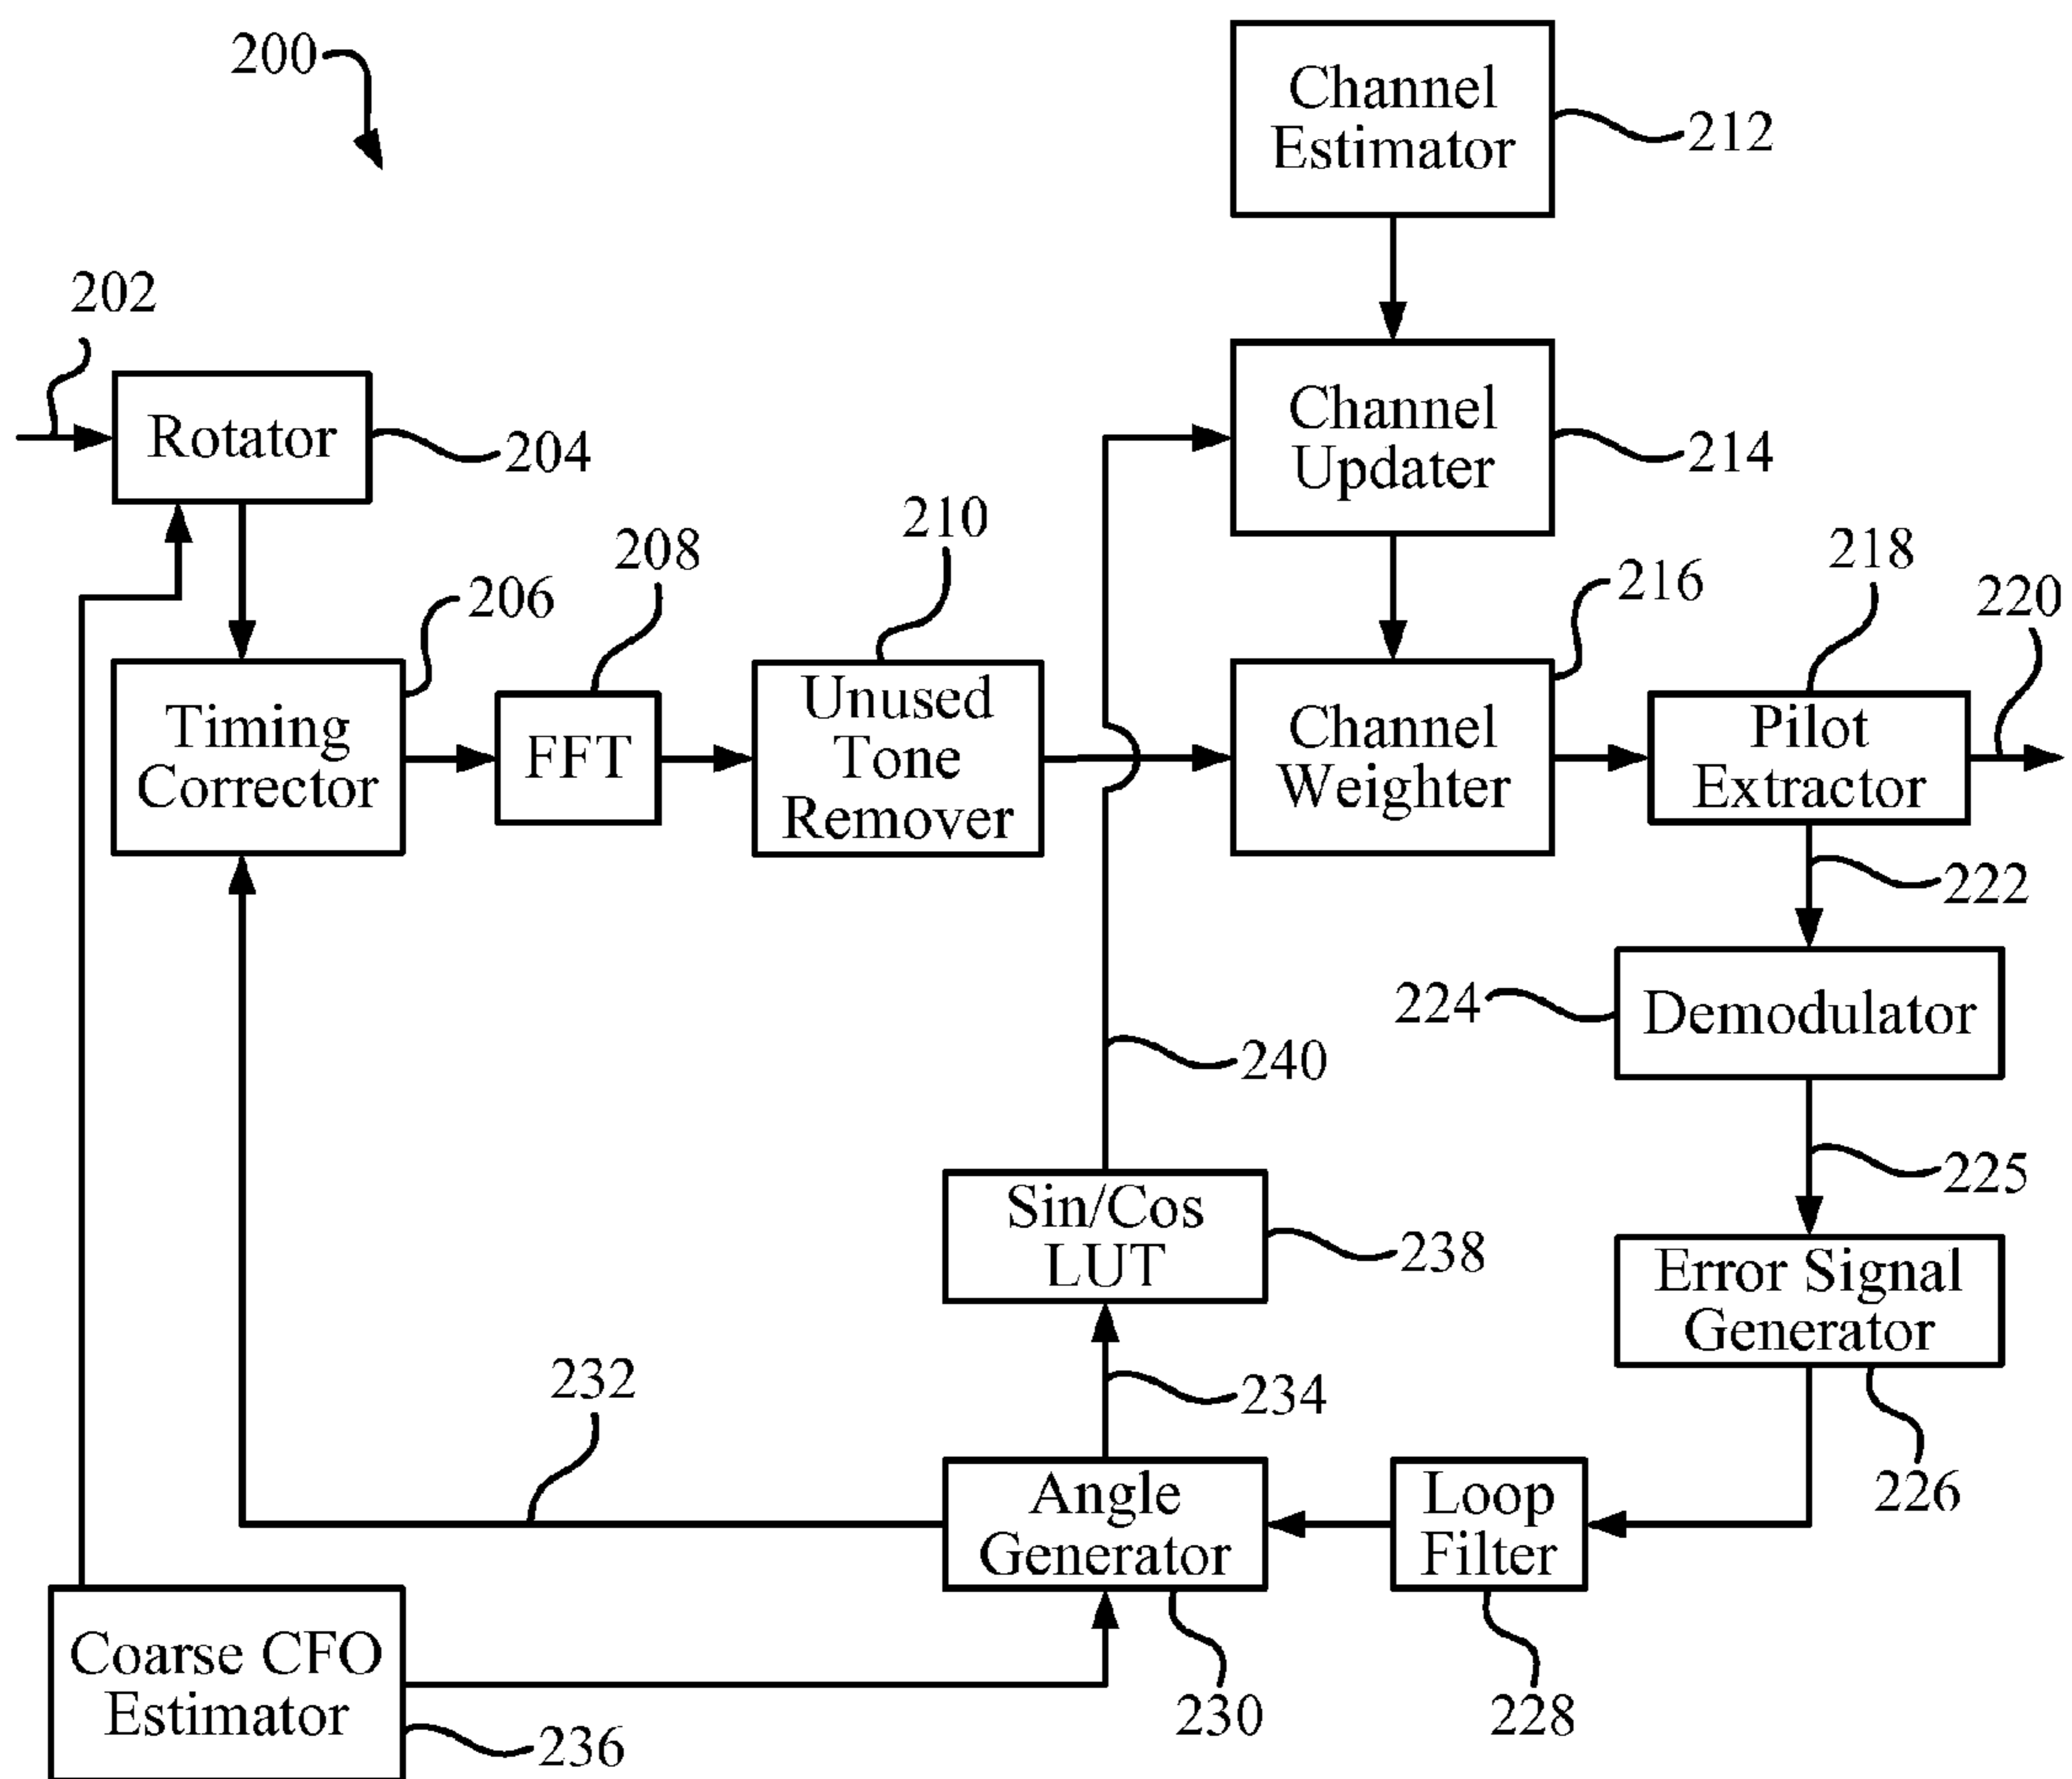 200
Channel
Estimator
212
202
Rotator
204
Channel
Updater
214
210
208
206
218
216
220
Timing
Corrector
FFT
Unused
Tone
Remover
Channel
Weighter
Pilot
Extractor
222
224
Demodulator
240
225
Sin/Cos
LUT
238
Error Signal
Generator
232
234
226
Angle
Generator
Loop
Filter
Coarse CFO
Estimator
230
228
236